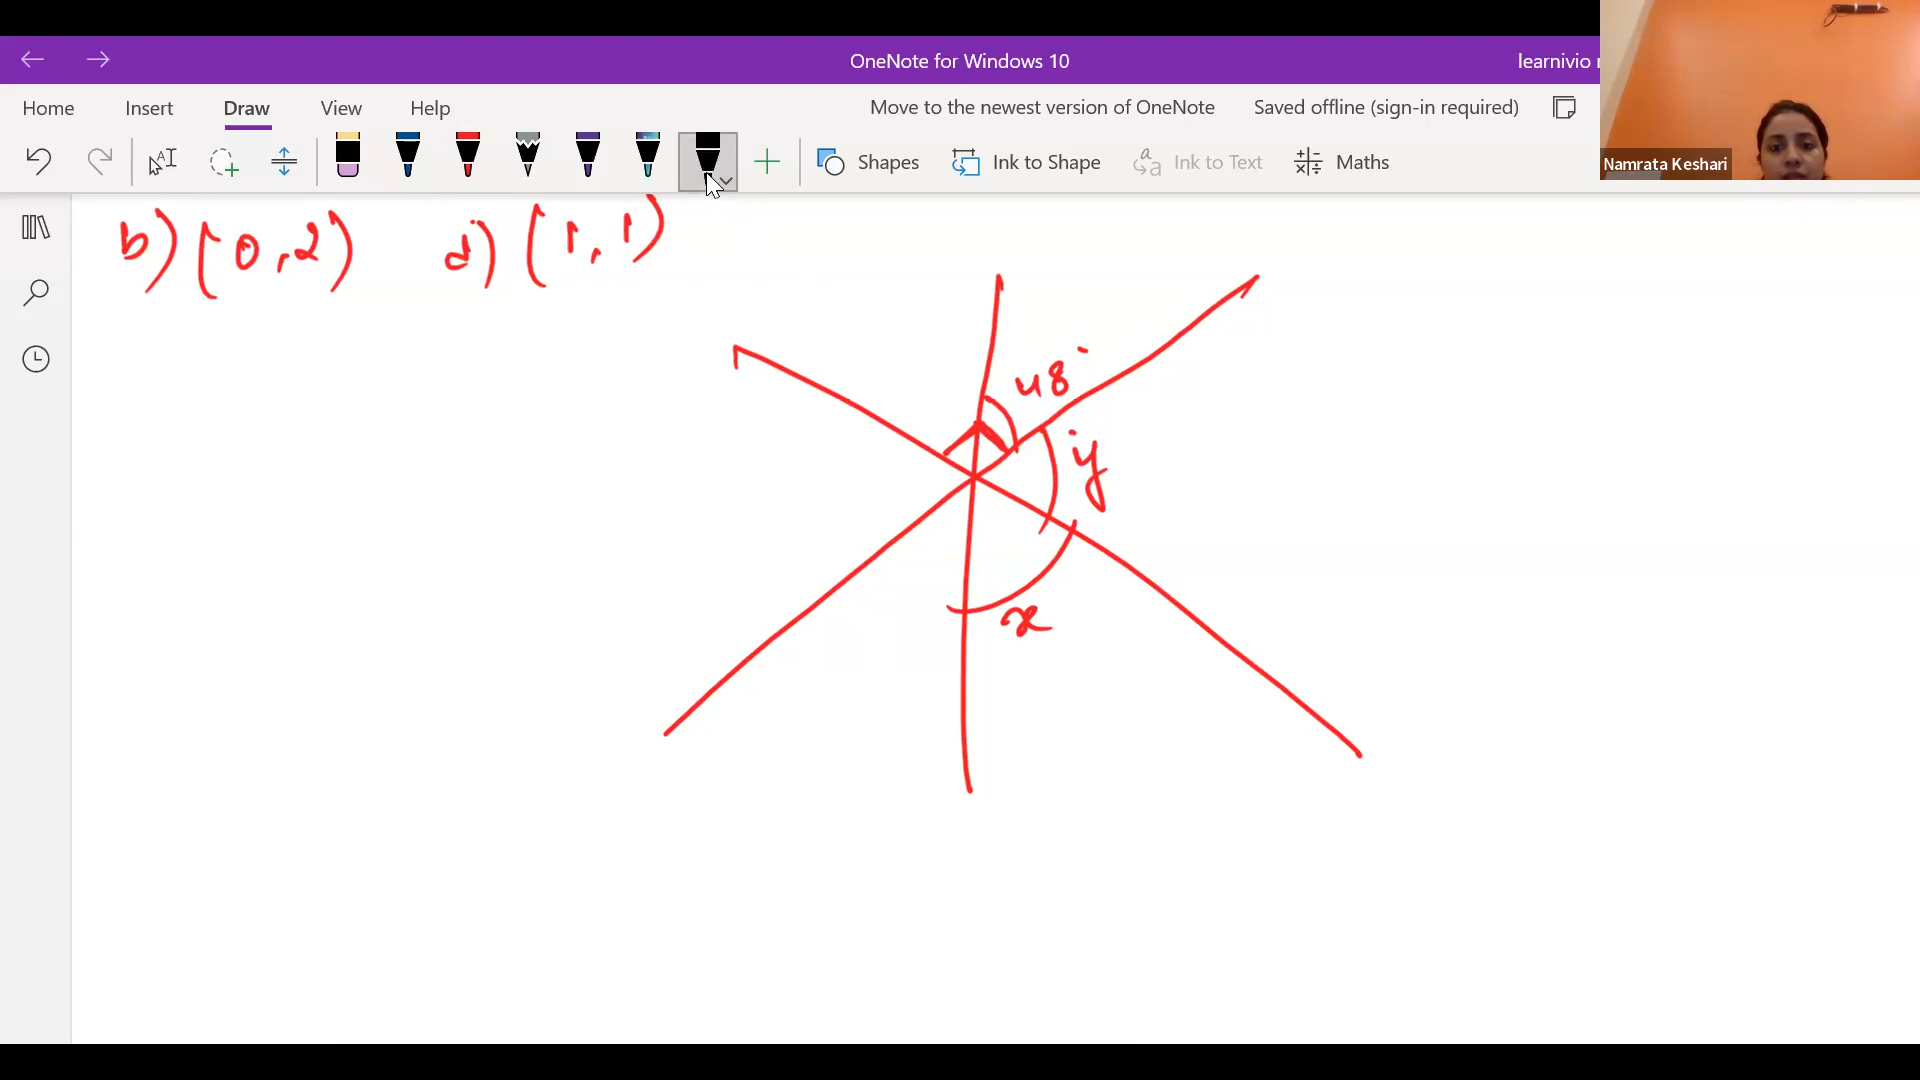 OneNote for Windows 10
learnivio
Home Insert Draw View Help
Move to the newest version of OneNote Saved offline (sign-in required)
Shapes Ink to Shape Ink to Text Maths
Namrata Keshari
b) (0,2) d) (1,1)
48°
y
x